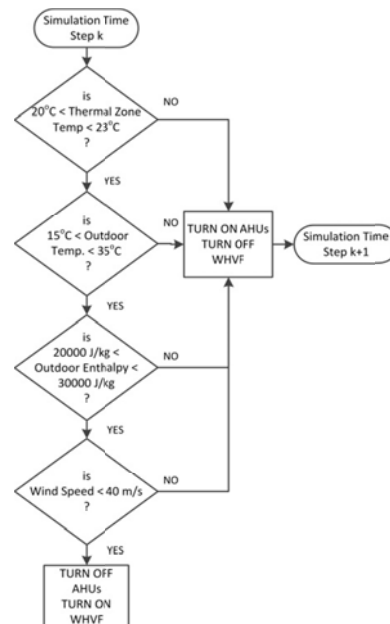 Simulation Time
Step k
is
20°C < Thermal Zone
Temp < 23°C
?
NO
YES
is
15°C < Outdoor
Temp. < 35°C
?
NO
TURN ON AHUs
TURN OFF
WHVF
Simulation Time
Step k+1
YES
is
20000 J/kg <
Outdoor Enthalpy <
30000 J/kg
?
NO
YES
is
Wind Speed < 40 m/s
?
NO
YES
TURN OFF
AHUs
TURN ON
WHVF